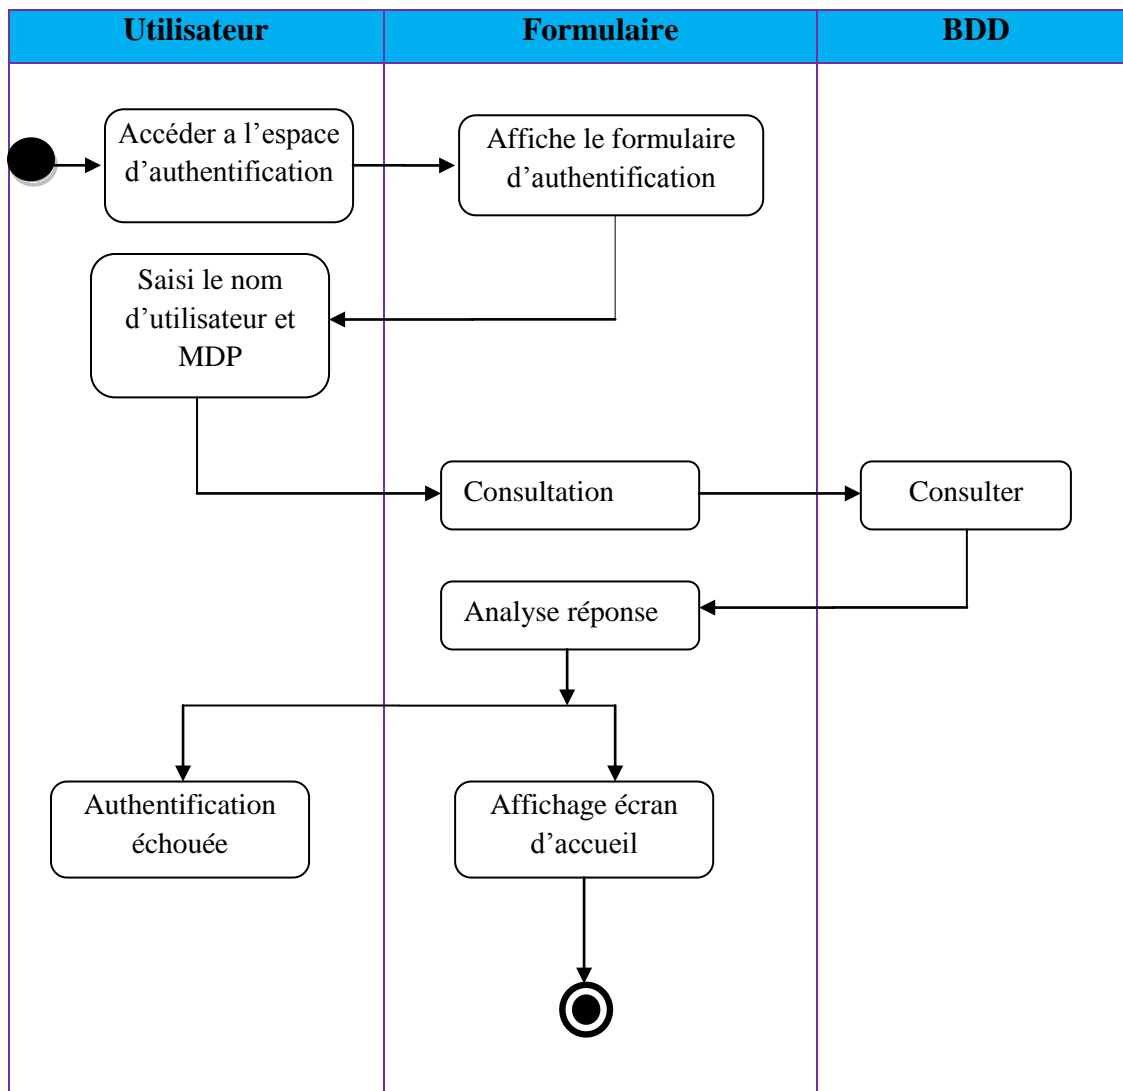 Utilisateur
Formulaire
BDD
Accéder a l’espace
d’authentification
Affiche le formulaire
d’authentification
Saisi le nom
d’utilisateur et
MDP
Consultation
Consulter
Analyse réponse
Authentification
échouée
Affichage écran
d’accueil